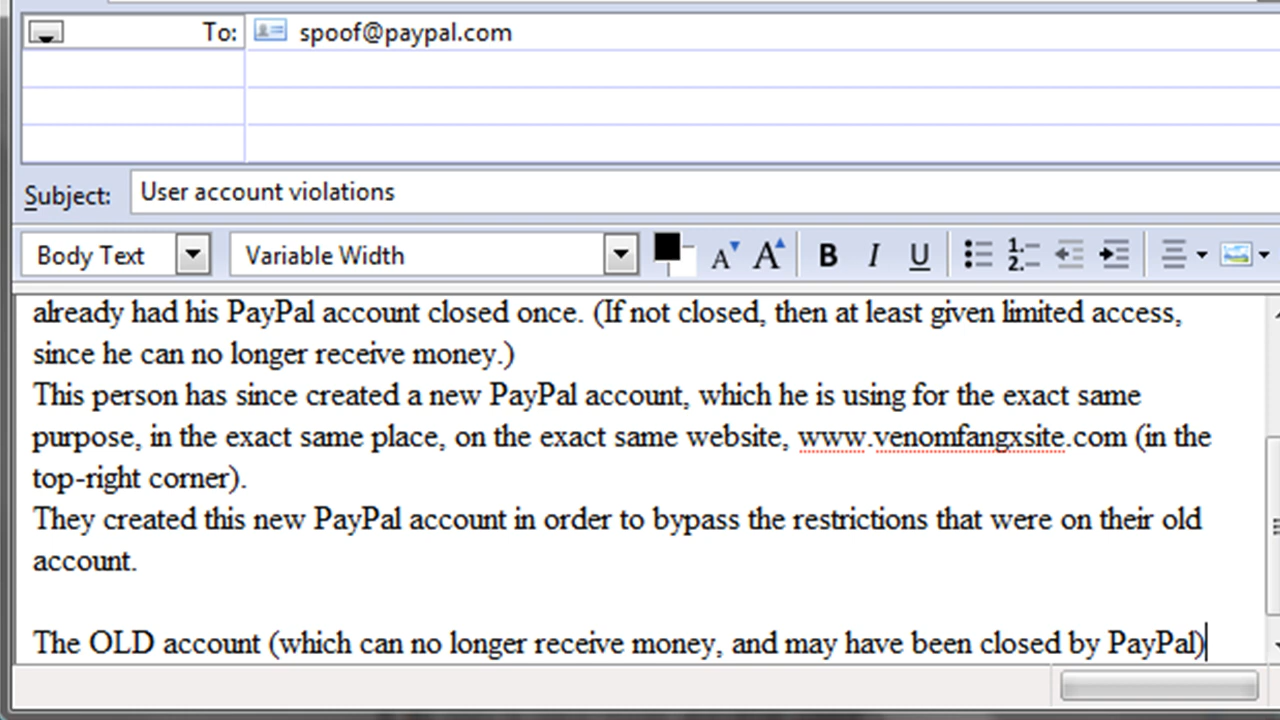 To: spoof@paypal.com
Subject: User account violations
Body Text Variable Width A A B I U
already had his PayPal account closed once. (If not closed, then at least given limited access,
since he can no longer receive money.)
This person has since created a new PayPal account, which he is using for the exact same
purpose, in the exact same place, on the exact same website, www.venomfangxsite.com (in the
top-right corner).
They created this new PayPal account in order to bypass the restrictions that were on their old
account.
The OLD account (which can no longer receive money, and may have been closed by PayPal)